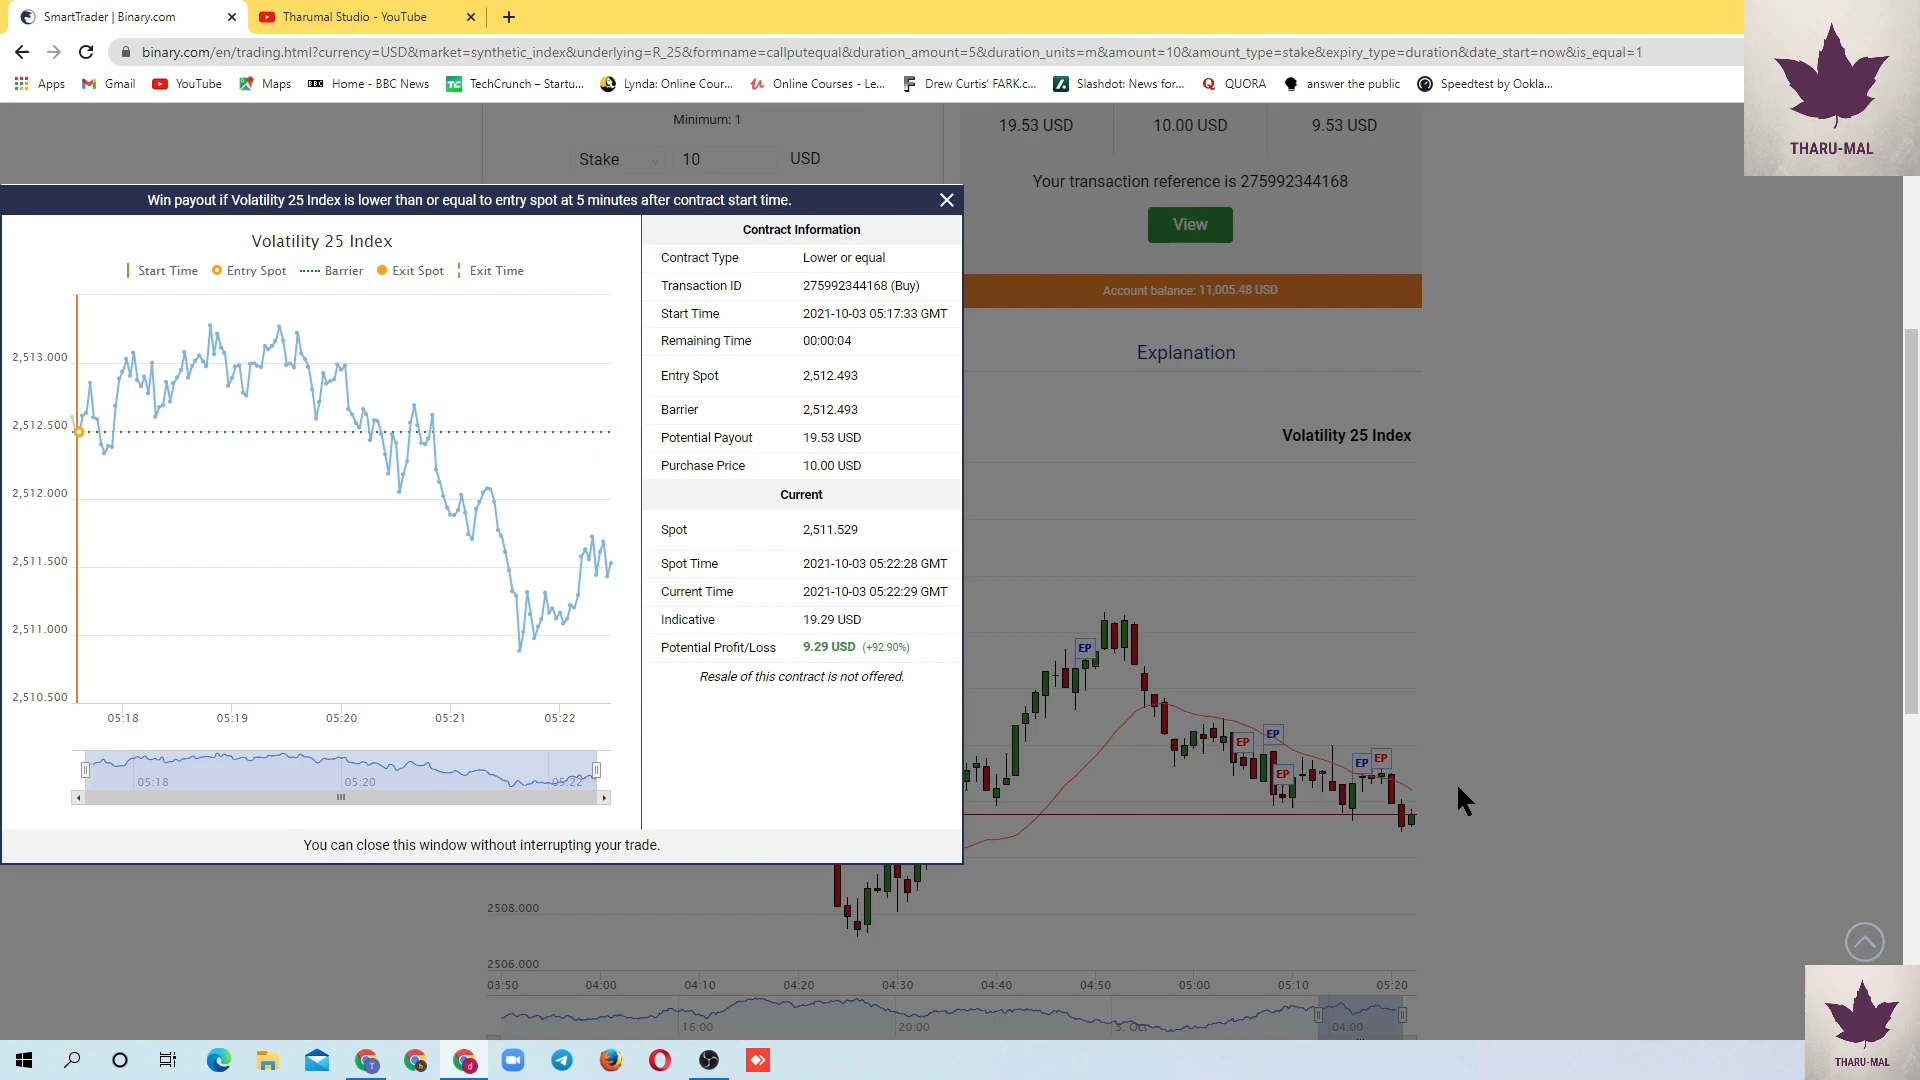 SmartTrader | Binary.com
Tharumal Studio - YouTube
binary.com/en/trading.html?currency=USD&market=synthetic_index&underlying=R_25&formname=callputequal&duration_amount=5&duration_units=m&amount=10&amount_type=stake&expiry_type=duration&date_start=now&is_equal=1
Apps Gmail YouTube Maps BBC Home - BBC News TechCrunch – Startu... Lynda: Online Cour... Online Courses - Le... Drew Curtis' FARK.c... Slashdot: News for... QUORA answer the public Speedtest by Ookla...
THARU-MAL
Minimum: 1
19.53 USD 10.00 USD 9.53 USD
Stake 10 USD
Your transaction reference is 275992344168
View
Account balance: 11,005.48 USD
Explanation
Volatility 25 Index
Win payout if Volatility 25 Index is lower than or equal to entry spot at 5 minutes after contract start time.
Volatility 25 Index
Start Time Entry Spot Barrier Exit Spot Exit Time
2,513.000
2,512.500
2,512.000
2,511.500
2,511.000
2,510.500
05:18 05:19 05:20 05:21 05:22
05:18 05:20 05:22
Contract Information
Contract Type Lower or equal
Transaction ID 275992344168 (Buy)
Start Time 2021-10-03 05:17:33 GMT
Remaining Time 00:00:04
Entry Spot 2,512.493
Barrier 2,512.493
Potential Payout 19.53 USD
Purchase Price 10.00 USD
Current
Spot 2,511.529
Spot Time 2021-10-03 05:22:28 GMT
Current Time 2021-10-03 05:22:29 GMT
Indicative 19.29 USD
Potential Profit/Loss 9.29 USD (+92.90%)
Resale of this contract is not offered.
You can close this window without interrupting your trade.
EP
EP
EP
EP
EP
EP
2508.000
2506.000
03:50 04:00 04:10 04:20 04:30 04:40 04:50 05:00 05:10 05:20
16:00 20:00 3. Oct 04:00
THARU-MAL